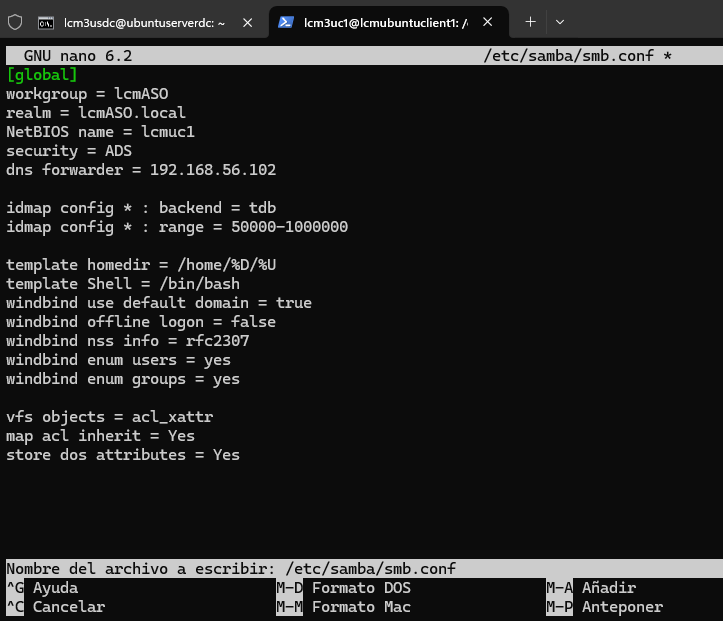 lcm3usdc@ubuntuserverdc: ~
lcm3uc1@lcmubuntuclient1: /
GNU nano 6.2 /etc/samba/smb.conf *
[global]
workgroup = lcmASO
realm = lcmASO.local
NetBIOS name = lcmuc1
security = ADS
dns forwarder = 192.168.56.102
idmap config * : backend = tdb
idmap config * : range = 50000-1000000
template homedir = /home/%D/%U
template Shell = /bin/bash
windbind use default domain = true
windbind offline logon = false
windbind nss info = rfc2307
windbind enum users = yes
windbind enum groups = yes
vfs objects = acl_xattr
map acl inherit = Yes
store dos attributes = Yes
Nombre del archivo a escribir: /etc/samba/smb.conf
^G Ayuda M-D Formato DOS M-A Añadir
^C Cancelar M-M Formato Mac M-P Anteponer